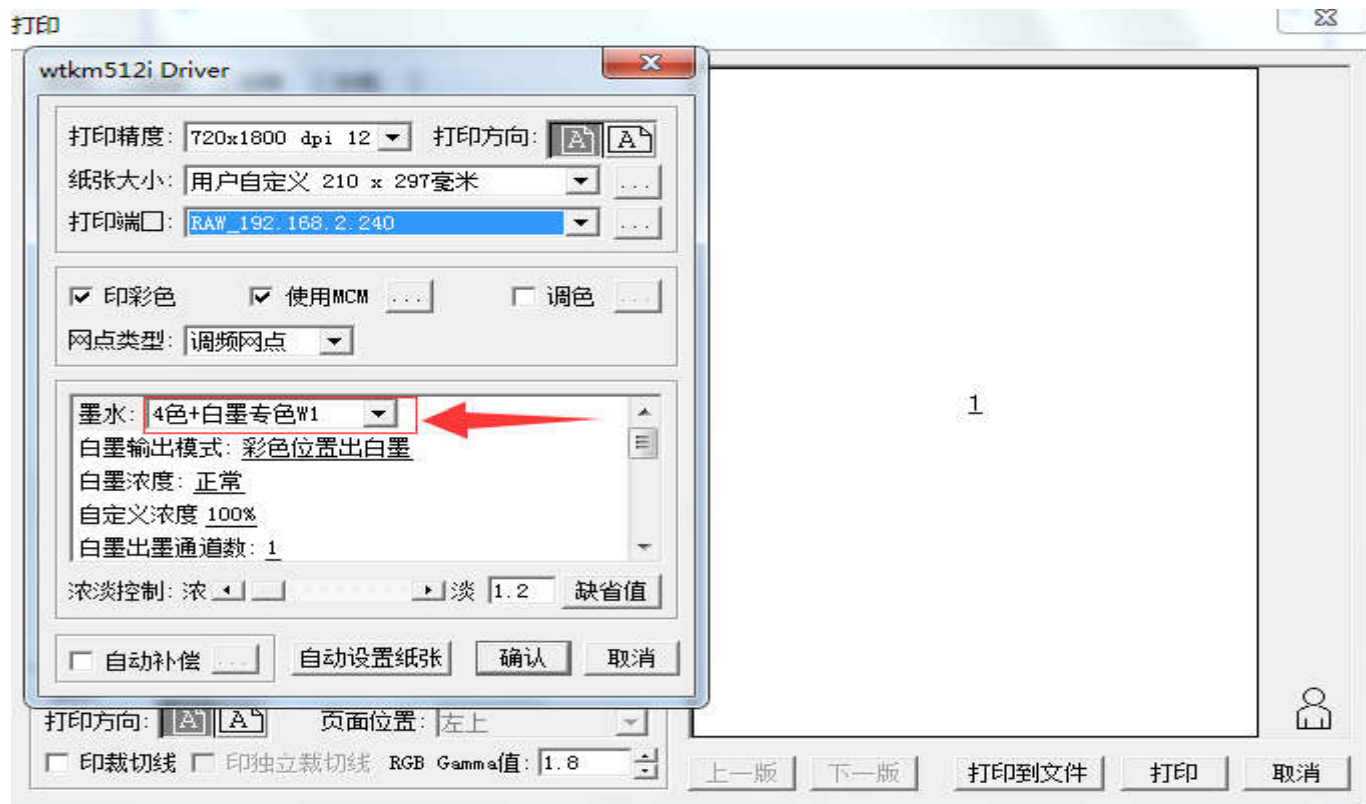 打印
wtkm512i Driver
打印精度: 720x1800 dpi 12 打印方向: A A
纸张大小: 用户自定义 210 x 297毫米 ...
打印端口: RAW_192.168.2.240 ...
印彩色 使用MCM ... 调色 ...
网点类型: 调频网点
墨水: 4色+白墨专色W1
白墨输出模式: 彩色位置出白墨
白墨浓度: 正常
自定义浓度 100%
白墨出墨通道数: 1
浓淡控制: 浓 淡 1.2 缺省值
自动补偿 ... 自动设置纸张 确认 取消
1
打印方向: A A 页面位置: 左上
印裁切线 印独立裁切线 RGB Gamma值: 1.8
上一版 下一版 打印到文件 打印 取消